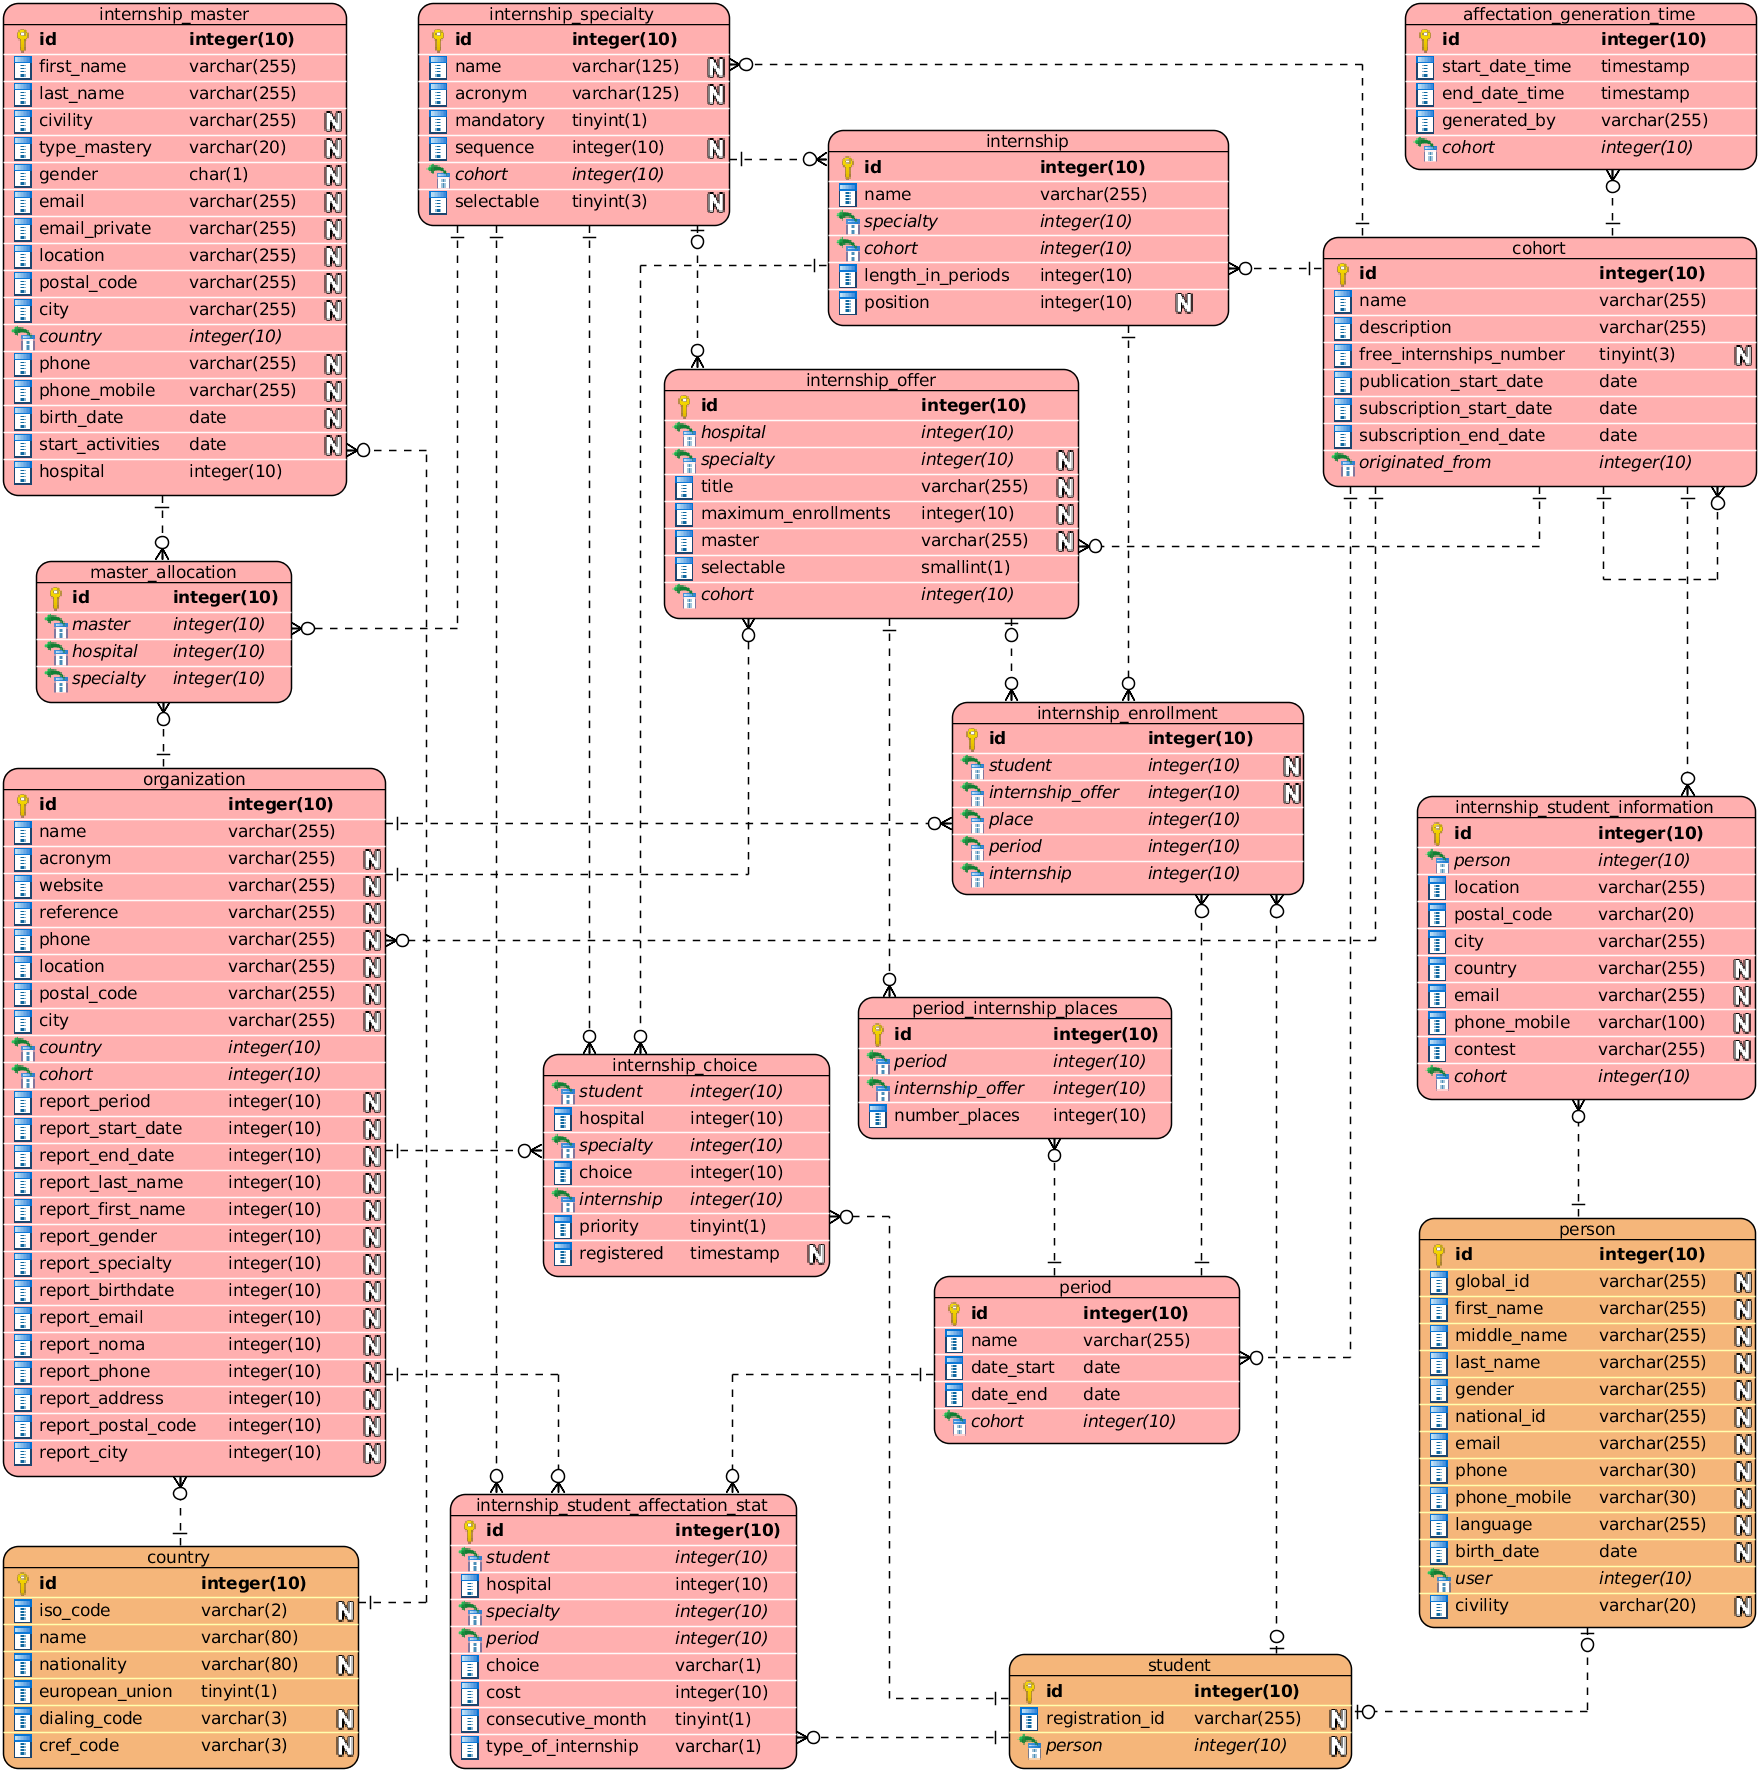 internship_master
id integer(10)
first_name varchar(255)
last_name varchar(255)
civility varchar(255) N
type_mastery varchar(20) N
gender char(1) N
email varchar(255) N
email_private varchar(255) N
location varchar(255) N
postal_code varchar(255) N
city varchar(255) N
country integer(10)
phone varchar(255) N
phone_mobile varchar(255) N
birth_date date N
start_activities date N
hospital integer(10)
internship_specialty
id integer(10)
name varchar(125) N
acronym varchar(125) N
mandatory tinyint(1)
sequence integer(10) N
cohort integer(10)
selectable tinyint(3) N
affectation_generation_time
id integer(10)
start_date_time timestamp
end_date_time timestamp
generated_by varchar(255)
cohort integer(10)
internship
id integer(10)
name varchar(255)
specialty integer(10)
cohort integer(10)
length_in_periods integer(10)
position integer(10) N
cohort
id integer(10)
name varchar(255)
description varchar(255)
free_internships_number tinyint(3) N
publication_start_date date
subscription_start_date date
subscription_end_date date
originated_from integer(10)
internship_offer
id integer(10)
hospital integer(10)
specialty integer(10) N
title varchar(255) N
maximum_enrollments integer(10) N
master varchar(255) N
selectable smallint(1)
cohort integer(10)
master_allocation
id integer(10)
master integer(10)
hospital integer(10)
specialty integer(10)
internship_enrollment
id integer(10)
student integer(10) N
internship_offer integer(10) N
place integer(10)
period integer(10)
internship integer(10)
organization
id integer(10)
name varchar(255)
acronym varchar(255) N
website varchar(255) N
reference varchar(255) N
phone varchar(255) N
location varchar(255) N
postal_code varchar(255) N
city varchar(255) N
country integer(10)
cohort integer(10)
report_period integer(10) N
report_start_date integer(10) N
report_end_date integer(10) N
report_last_name integer(10) N
report_first_name integer(10) N
report_gender integer(10) N
report_specialty integer(10) N
report_birthdate integer(10) N
report_email integer(10) N
report_noma integer(10) N
report_phone integer(10) N
report_address integer(10) N
report_postal_code integer(10) N
report_city integer(10) N
internship_student_information
id integer(10)
person integer(10)
location varchar(255)
postal_code varchar(20)
city varchar(255)
country varchar(255) N
email varchar(255) N
phone_mobile varchar(100) N
contest varchar(255) N
cohort integer(10)
period_internship_places
id integer(10)
period integer(10)
internship_offer integer(10)
number_places integer(10)
internship_choice
student integer(10)
hospital integer(10)
specialty integer(10)
choice integer(10)
internship integer(10)
priority tinyint(1)
registered timestamp N
person
id integer(10)
global_id varchar(255) N
first_name varchar(255) N
middle_name varchar(255) N
last_name varchar(255) N
gender varchar(255) N
national_id varchar(255) N
email varchar(255) N
phone varchar(30) N
phone_mobile varchar(30) N
language varchar(255) N
birth_date date N
user integer(10)
civility varchar(20) N
period
id integer(10)
name varchar(255)
date_start date
date_end date
cohort integer(10)
internship_student_affectation_stat
id integer(10)
student integer(10)
hospital integer(10)
specialty integer(10)
period integer(10)
choice varchar(1)
cost integer(10)
consecutive_month tinyint(1)
type_of_internship varchar(1)
country
id integer(10)
iso_code varchar(2) N
name varchar(80)
nationality varchar(80) N
european_union tinyint(1)
dialing_code varchar(3) N
cref_code varchar(3) N
student
id integer(10)
registration_id varchar(255) N
person integer(10) N